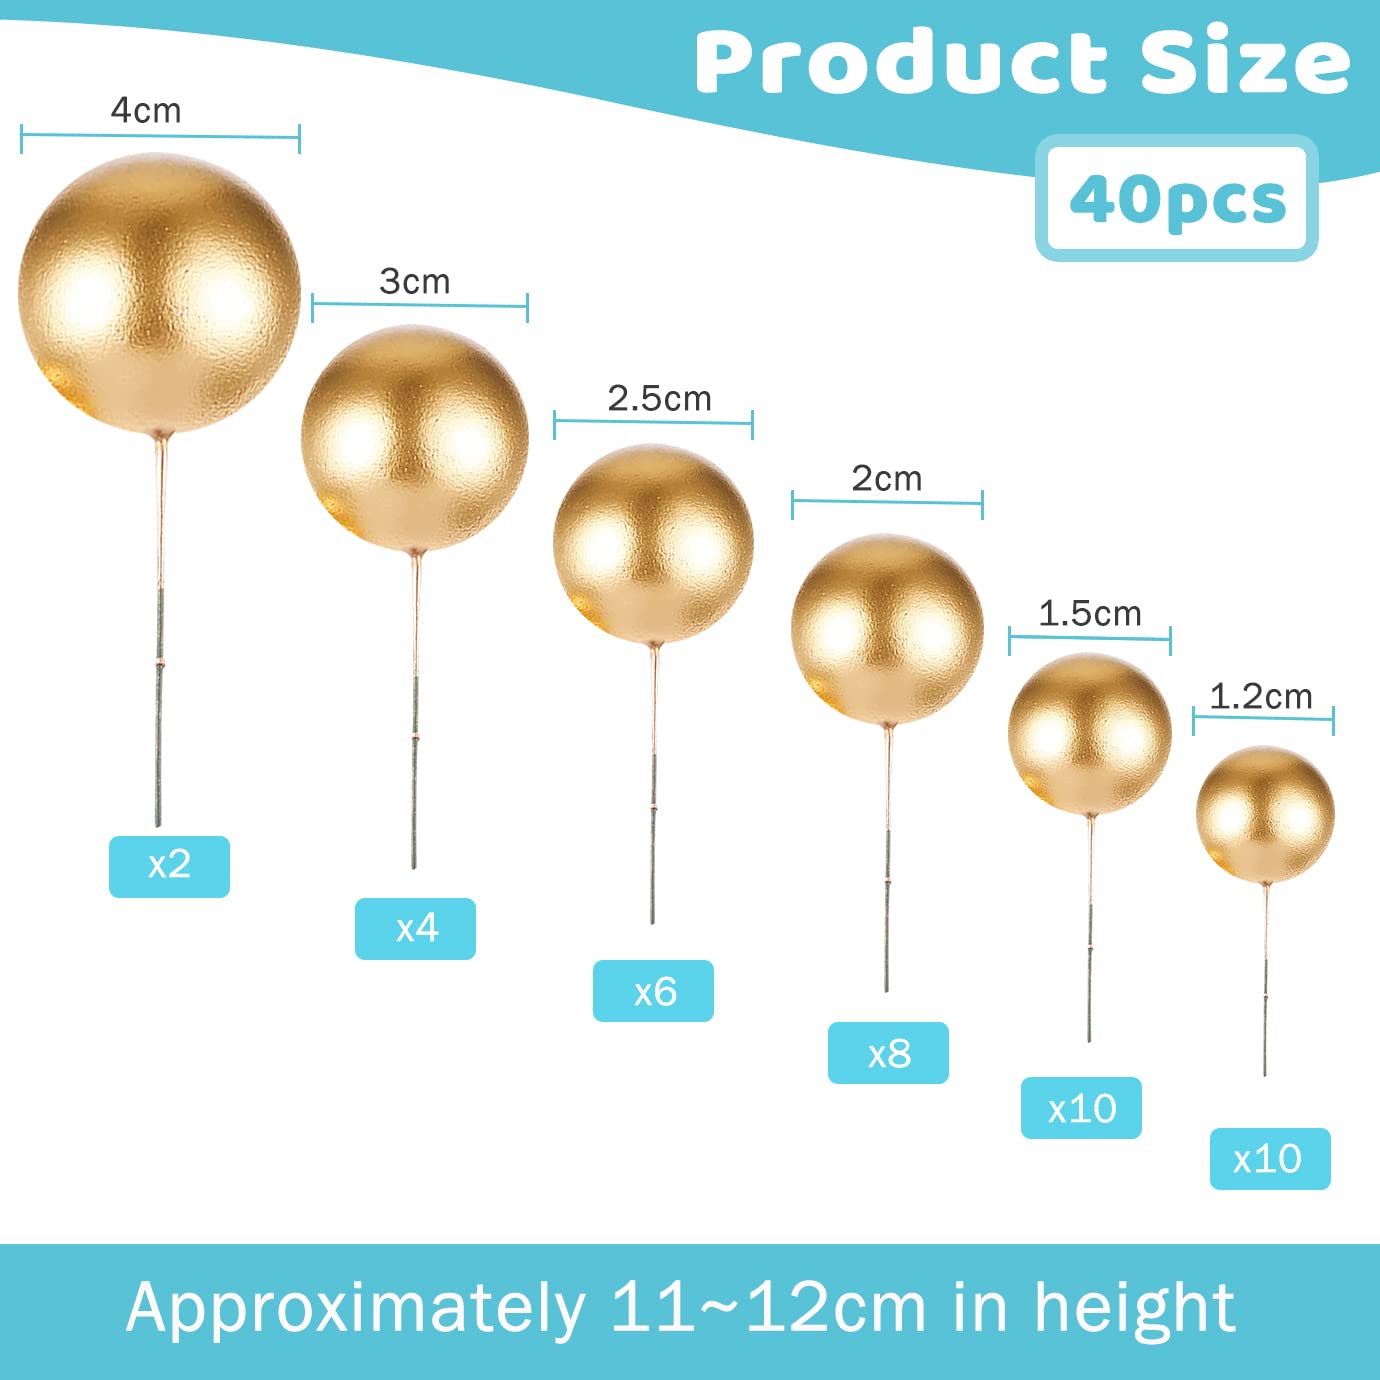 Product Size
40pcs
4cm
3cm
2.5cm
2cm
1.5cm
1.2cm
x2
x4
x6
x8
x10
x10
Approximately 11~12cm in height